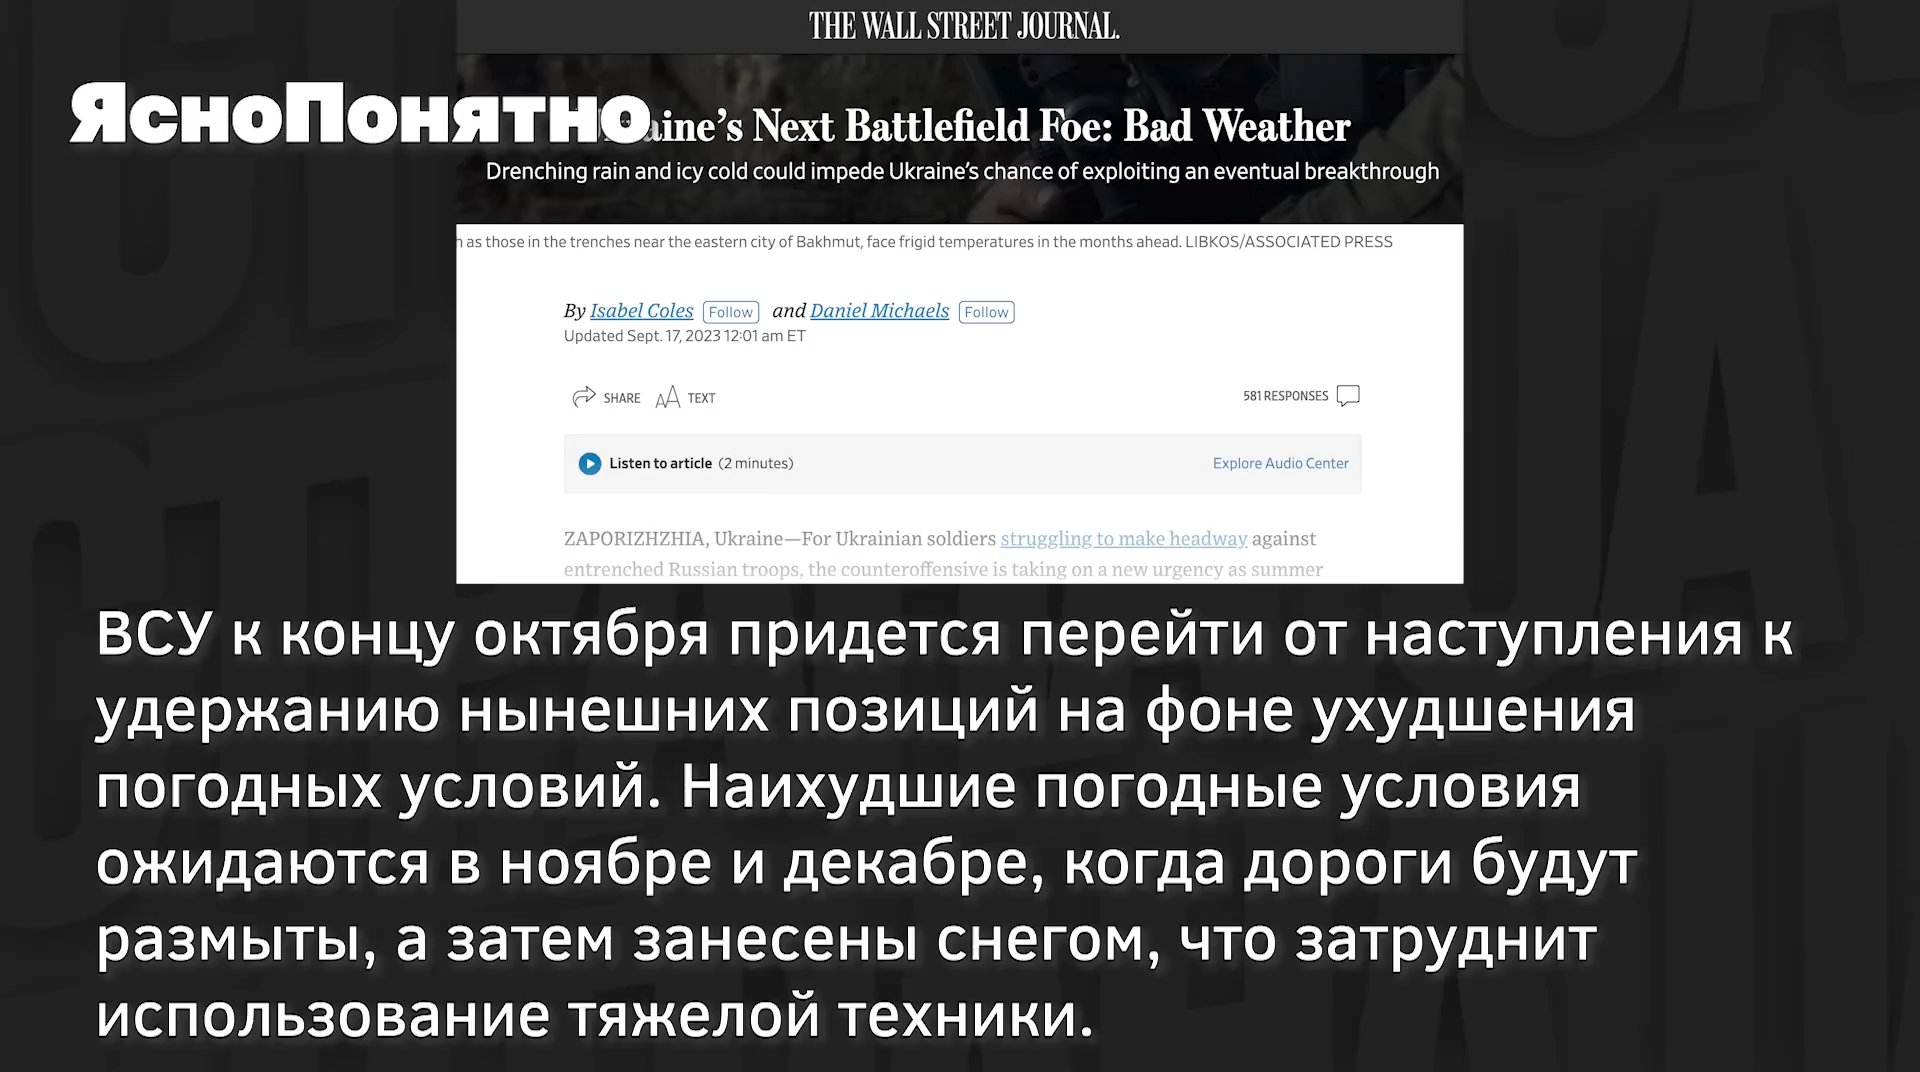 THE WALL STREET JOURNAL.
ЯсноПонятно
aine's Next Battlefield Foe: Bad Weather
Drenching rain and icy cold could impede Ukraine's chance of exploiting an eventual breakthrough
as those in the trenches near the eastern city of Bakhmut, face frigid temperatures in the months ahead. LIBKOS/ASSOCIATED PRESS
By Isabel Coles Follow and Daniel Michaels Follow
Updated Sept. 17, 2023 12:01 am ET
SHARE AA TEXT
581 RESPONSES
Listen to article (2 minutes)
Explore Audio Center
ZAPORIZHZHIA, Ukraine—For Ukrainian soldiers struggling to make headway against
entrenched Russian troops, the counteroffensive is taking on a new urgency as summer
ВСУ к концу октября придется перейти от наступления к
удержанию нынешних позиций на фоне ухудшения
погодных условий. Наихудшие погодные условия
ожидаются в ноябре и декабре, когда дороги будут
размыты, а затем занесены снегом, что затруднит
использование тяжелой техники.